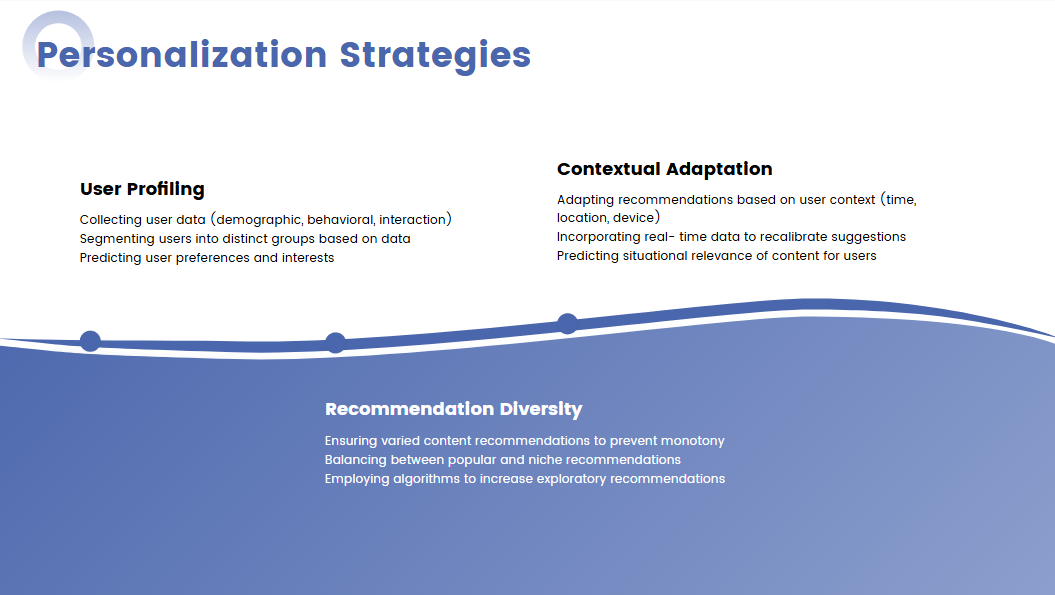 Personalization Strategies
User Profiling
Collecting user data (demographic, behavioral, interaction)
Segmenting users into distinct groups based on data
Predicting user preferences and interests
Contextual Adaptation
Adapting recommendations based on user context (time,
location, device)
Incorporating real- time data to recalibrate suggestions
Predicting situational relevance of content for users
Recommendation Diversity
Ensuring varied content recommendations to prevent monotony
Balancing between popular and niche recommendations
Employing algorithms to increase exploratory recommendations